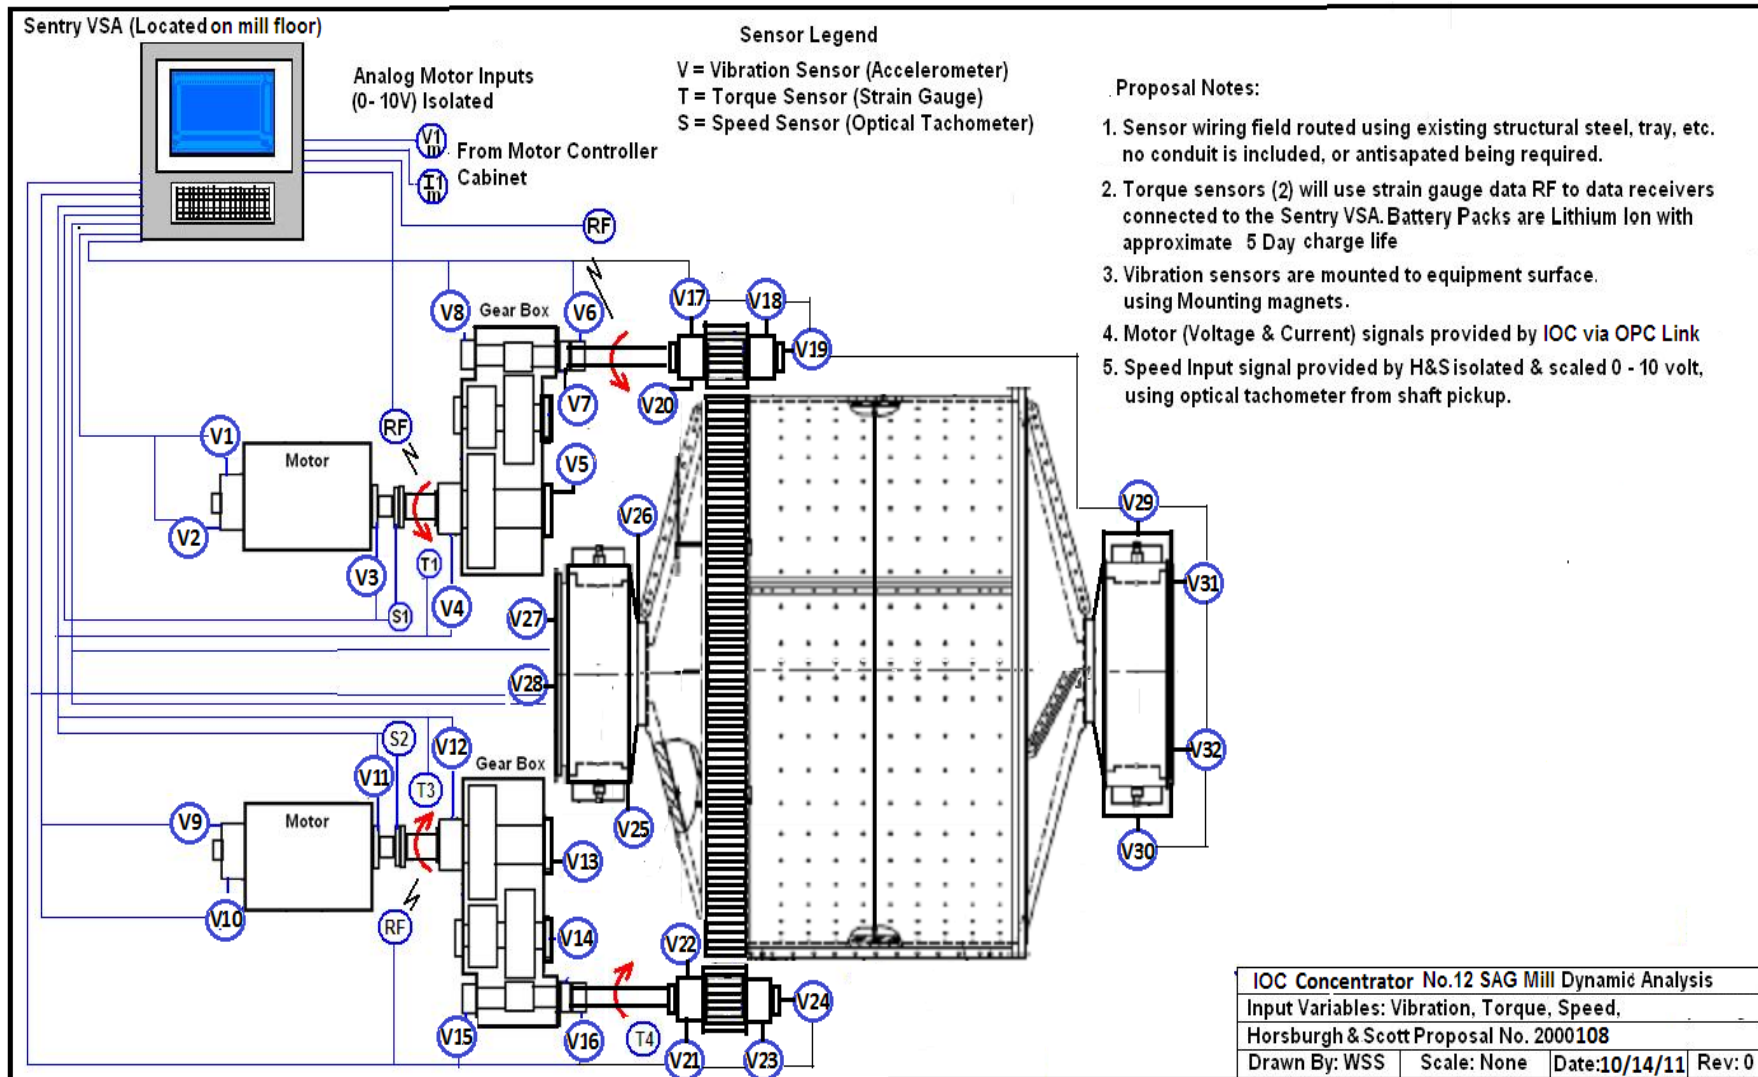 Sentry VSA (Located on mill floor)
Analog Motor Inputs
(0- 10V) Isolated
V1
m
I1
m
From Motor Controller
Cabinet
Sensor Legend
V = Vibration Sensor (Accelerometer)
T = Torque Sensor (Strain Gauge)
S = Speed Sensor (Optical Tachometer)
Proposal Notes:
1. Sensor wiring field routed using existing structural steel, tray, etc.
no conduit is included, or antisapated being required.
2. Torque sensors (2) will use strain gauge data RF to data receivers
connected to the Sentry VSA. Battery Packs are Lithium Ion with
approximate 5 Day charge life
3. Vibration sensors are mounted to equipment surface.
using Mounting magnets.
4. Motor (Voltage & Current) signals provided by IOC via OPC Link
5. Speed Input signal provided by H&S isolated & scaled 0 - 10 volt,
using optical tachometer from shaft pickup.
RF
V8
Gear Box
V6
V17
V18
V19
V7
V20
RF
V1
Motor
V5
V2
V26
V29
V3
T1
V4
S1
V31
V27
V28
S2
V12
V11
Gear Box
T3
V32
V9
Motor
V25
V30
V13
V10
RF
V14
V22
V24
V15
V16
T4
V21
V23
IOC Concentrator No.12 SAG Mill Dynamic Analysis
Input Variables: Vibration, Torque, Speed,
Horsburgh & Scott Proposal No. 2000108
Drawn By: WSS Scale: None Date:10/14/11 Rev: 0